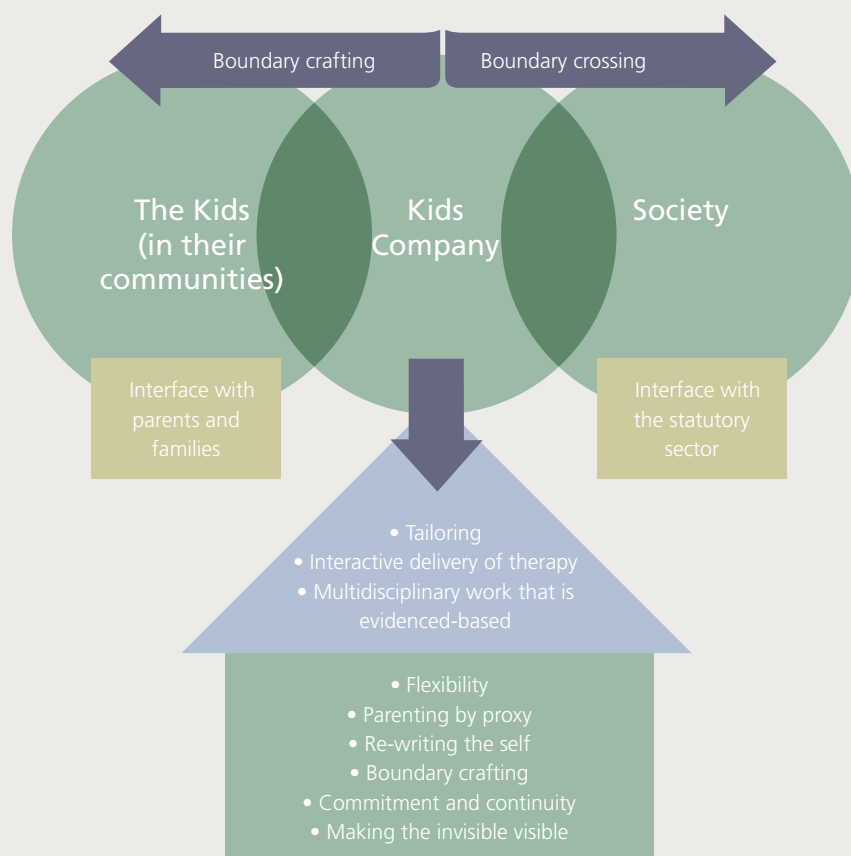 Boundary crafting
Boundary crossing
The Kids
(in their
communities)
Kids
Company
Society
Interface with
parents and
families
Interface with
the statutory
sector
• Tailoring
• Interactive delivery of therapy
• Multidisciplinary work that is
evidenced-based
• Flexibility
• Parenting by proxy
• Re-writing the self
• Boundary crafting
• Commitment and continuity
• Making the invisible visible